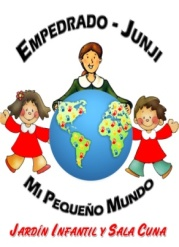 EMPEDRADO - JUNJI
MI PEQUEÑO MUNDO
JARDÍN INFANTIL Y SALA CUNA